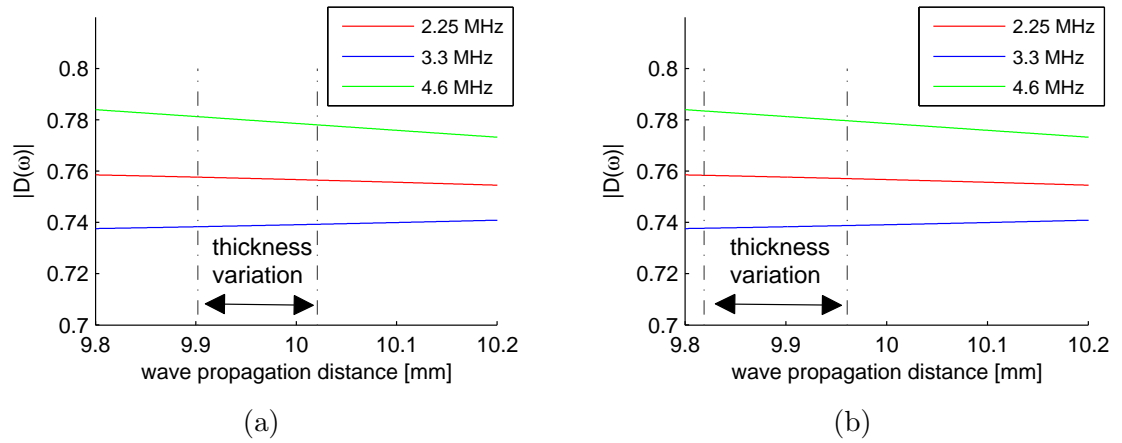 2.25 MHz
3.3 MHz
4.6 MHz
|D(ω)|
0.8
0.78
0.76
0.74
0.72
0.7
thickness
variation
9.8 9.9 10 10.1 10.2
wave propagation distance [mm]
(a)
2.25 MHz
3.3 MHz
4.6 MHz
|D(ω)|
0.8
0.78
0.76
0.74
0.72
0.7
thickness
variation
9.8 9.9 10 10.1 10.2
wave propagation distance [mm]
(b)